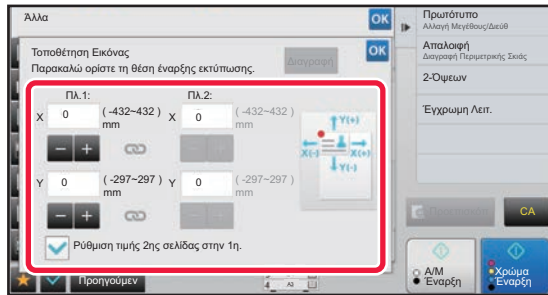 Άλλα
OK
Τοποθέτηση Εικόνας
Παρακαλώ ορίστε τη θέση έναρξης εκτύπωσης.
Διαγραφή
OK
Πλ.1:
Πλ.2:
X 0 (-432~432) mm X 0 (-432~432) mm
Y 0 (-297~297) mm Y 0 (-297~297) mm
Y(+)
X(-) X(+)
Y(-)
Ρύθμιση τιμής 2ης σελίδας στην 1η.
Προηγούμεν
A3
Πρωτότυπο
Αλλαγή Μεγέθους/Διεύθ
Απαλοιφή
Διαγραφή Περιμετρικής Σκιάς
2-Όψεων
Έγχρωμη Λειτ.
CA
Α/Μ
Έναρξη
Χρώμα
Έναρξη